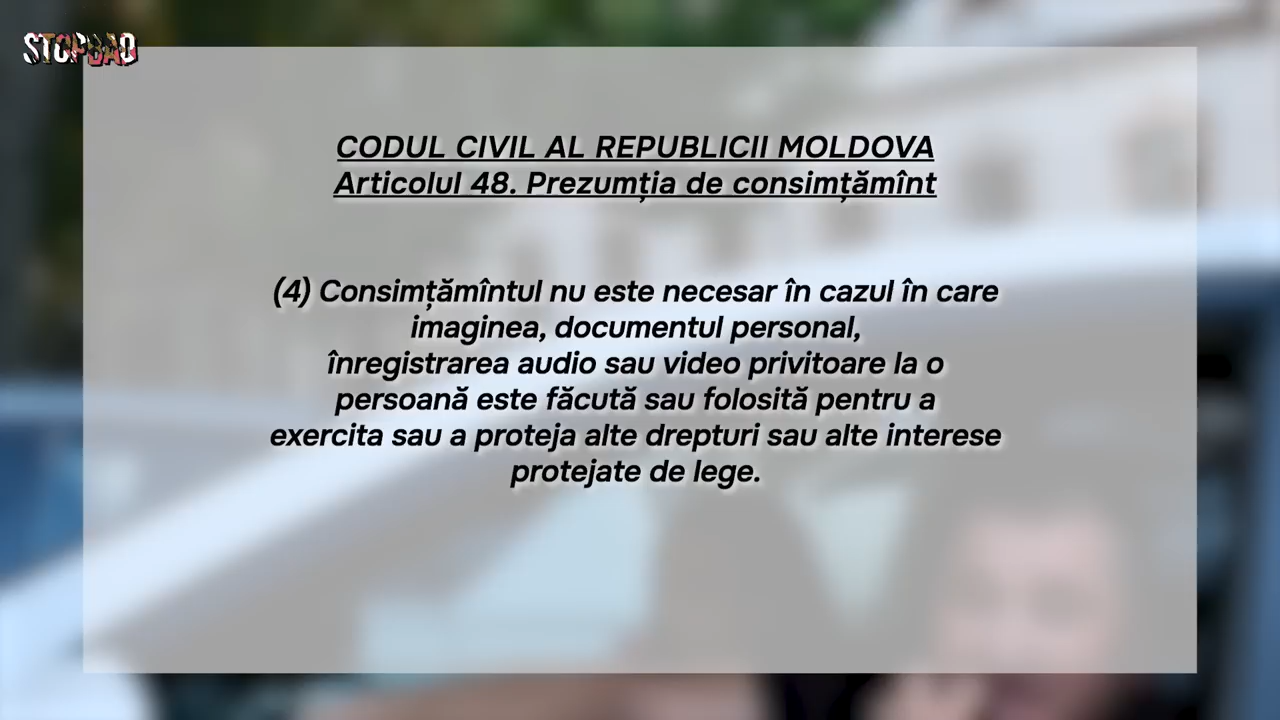 STOPBAD
CODUL CIVIL AL REPUBLICII MOLDOVA
Articolul 48. Prezumția de consimțămînt
(4) Consimțămîntul nu este necesar în cazul în care
imaginea, documentul personal,
înregistrarea audio sau video privitoare la o
persoană este făcută sau folosită pentru a
exercita sau a proteja alte drepturi sau alte interese
protejate de lege.